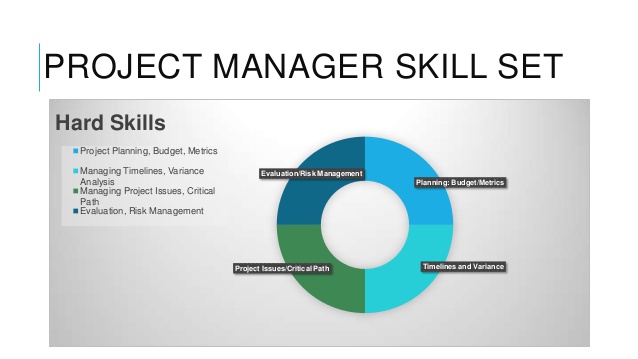 PROJECT MANAGER SKILL SET
Hard Skills
Project Planning, Budget, Metrics
Managing Timelines, Variance
Analysis
Managing Project Issues, Critical
Path
Evaluation, Risk Management
Evaluation/Risk Management
Planning: Budget/Metrics
Project Issues/Critical Path
Timelines and Variance